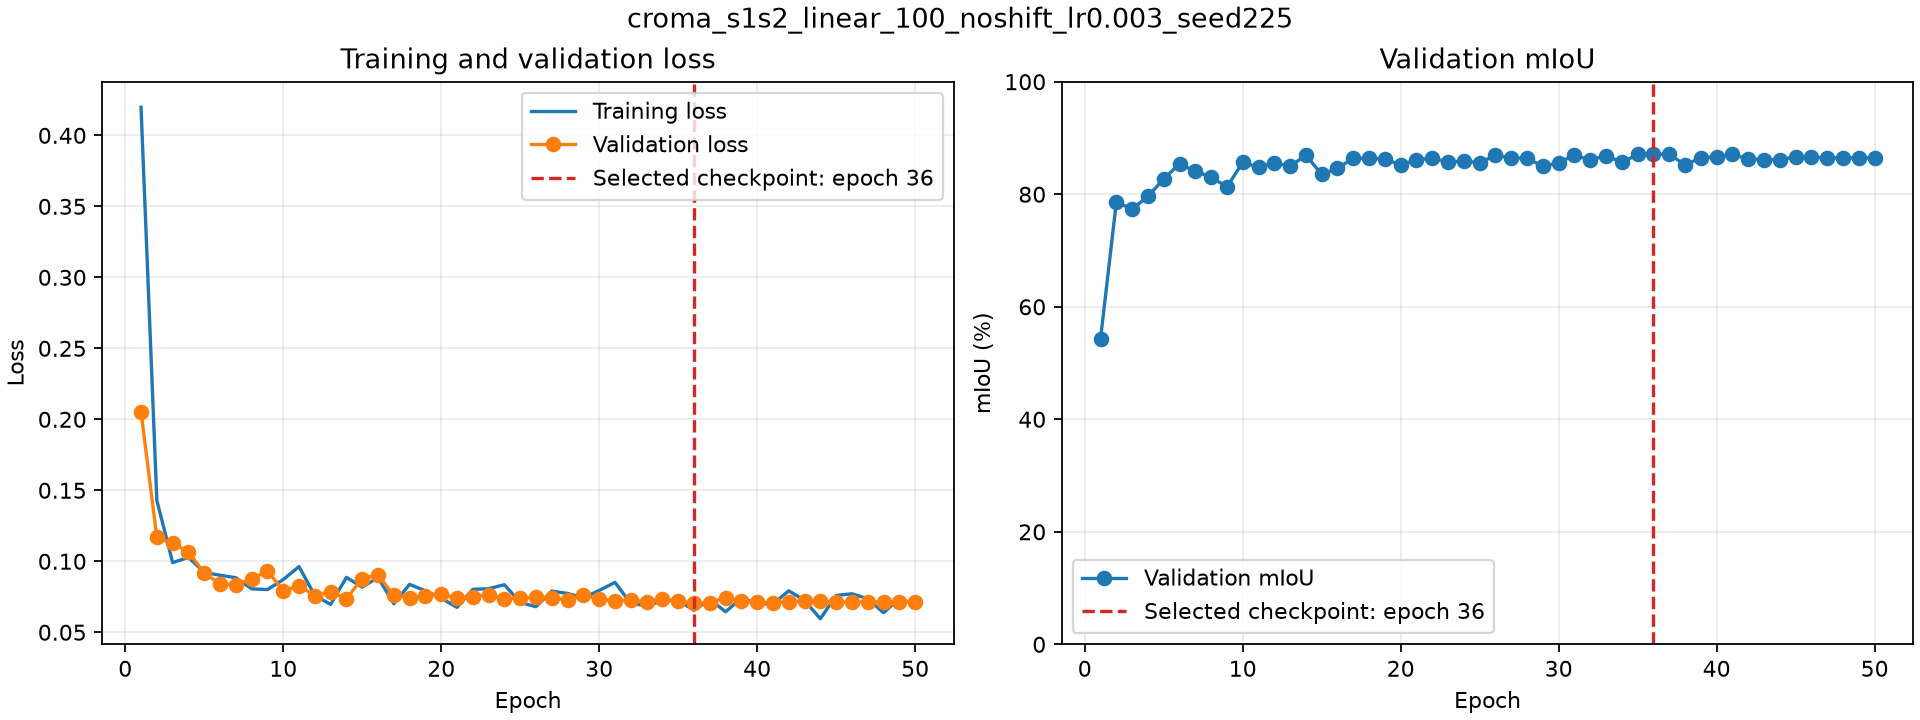 croma_s1s2_linear_100_noshift_lr0.003_seed225
Training and validation loss
Training loss
Validation loss
Selected checkpoint: epoch 36
Loss
0.40
0.35
0.30
0.25
0.20
0.15
0.10
0.05
0 10 20 30 40 50
Epoch
Validation mIoU
mIoU (%)
100
80
60
40
20
0
Validation mIoU
Selected checkpoint: epoch 36
0 10 20 30 40 50
Epoch